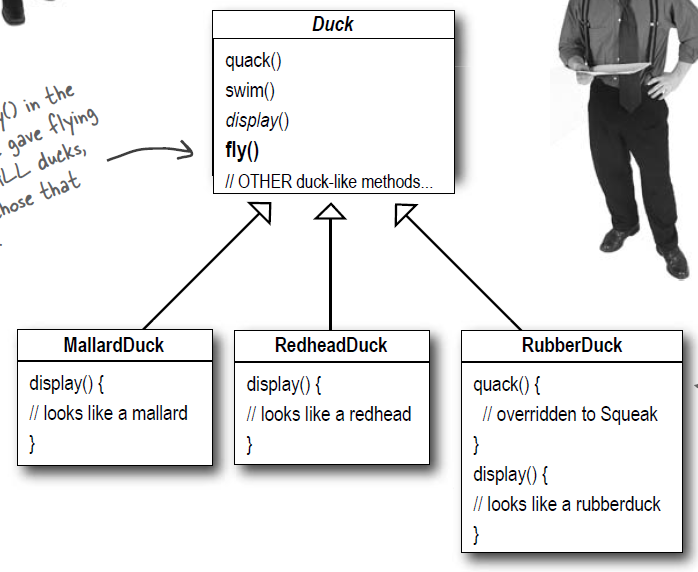 Duck
quack()
swim()
display()
fly()
// OTHER duck-like methods...
in the
gave flying
ducks,
those that
MallardDuck
display() {
// looks like a mallard
}
RedheadDuck
display() {
// looks like a redhead
}
RubberDuck
quack() {
// overridden to Squeak
}
display() {
// looks like a rubberduck
}